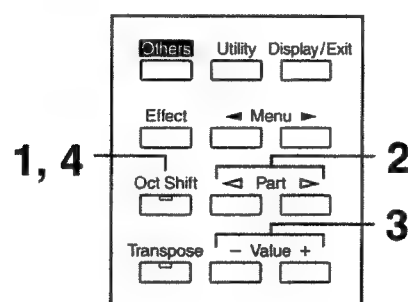 Others Utility Display/Exit
Effect ◄ Menu ►
1, 4 2
Oct Shift ◅ Part ▻
3
Transpose − Value +